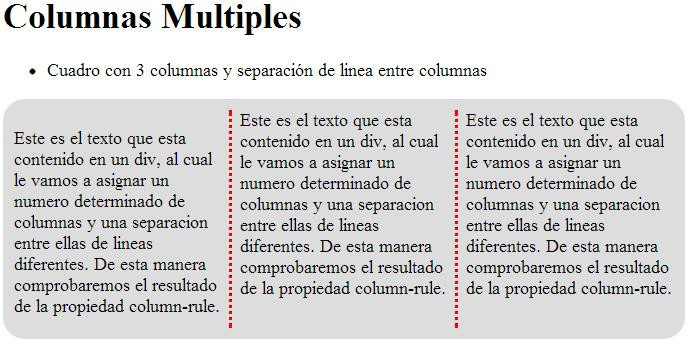 Columnas Multiples
Cuadro con 3 columnas y separación de linea entre columnas
Este es el texto que esta
contenido en un div, al cual
le vamos a asignar un
numero determinado de
columnas y una separacion
entre ellas de lineas
diferentes. De esta manera
comprobaremos el resultado
de la propiedad column-rule.
Este es el texto que esta
contenido en un div, al cual
le vamos a asignar un
numero determinado de
columnas y una separacion
entre ellas de lineas
diferentes. De esta manera
comprobaremos el resultado
de la propiedad column-rule.
Este es el texto que esta
contenido en un div, al cual
le vamos a asignar un
numero determinado de
columnas y una separacion
entre ellas de lineas
diferentes. De esta manera
comprobaremos el resultado
de la propiedad column-rule.